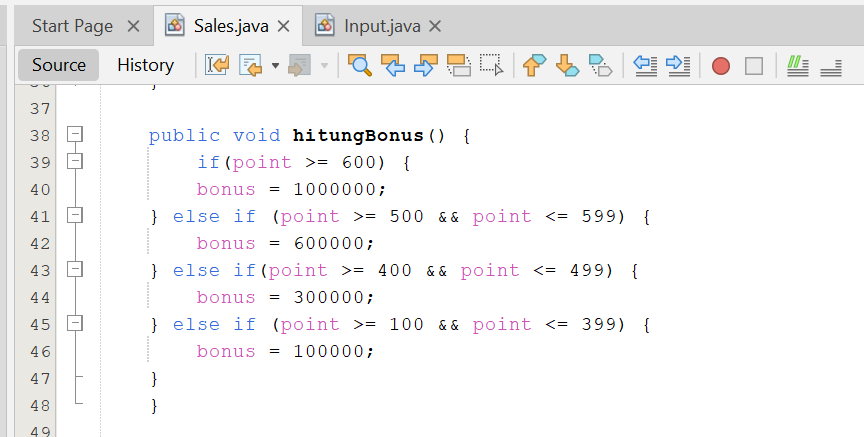 Start Page × Sales.java × Input.java ×
Source History
37
38 public void hitungBonus() {
39 if(point >= 600) {
40 bonus = 1000000;
41 } else if (point >= 500 && point <= 599) {
42 bonus = 600000;
43 } else if(point >= 400 && point <= 499) {
44 bonus = 300000;
45 } else if (point >= 100 && point <= 399) {
46 bonus = 100000;
47 }
48 }
49